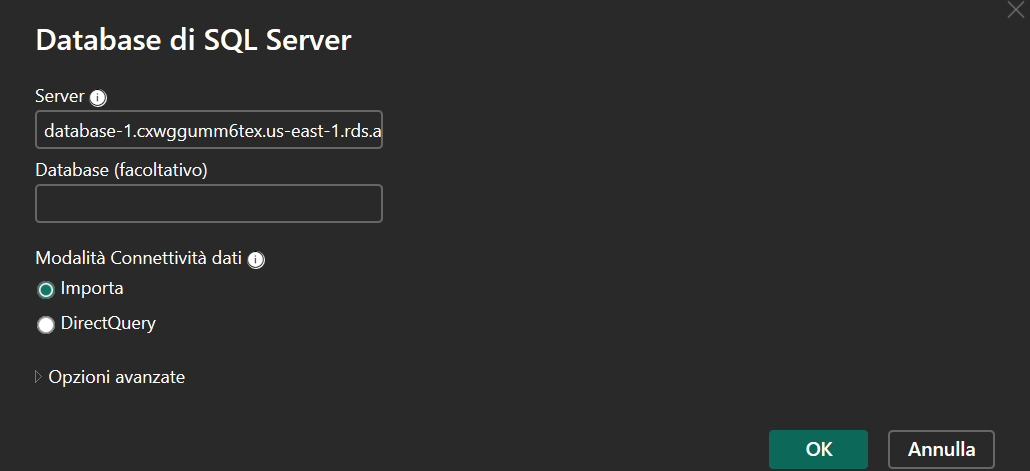 Database di SQL Server
Server
database-1.cxwggumm6tex.us-east-1.rds.a
Database (facoltativo)
Modalità Connettività dati
Importa
DirectQuery
Opzioni avanzate
OK Annulla